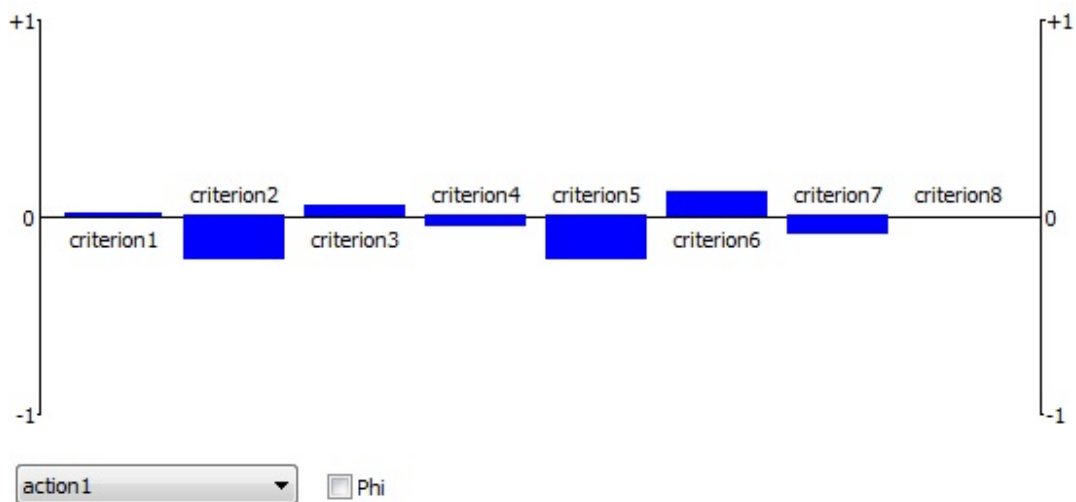 +1 +1
criterion2 criterion4 criterion5 criterion7 criterion8
0 0
criterion1 criterion3 criterion6
-1 -1
action1 Phi